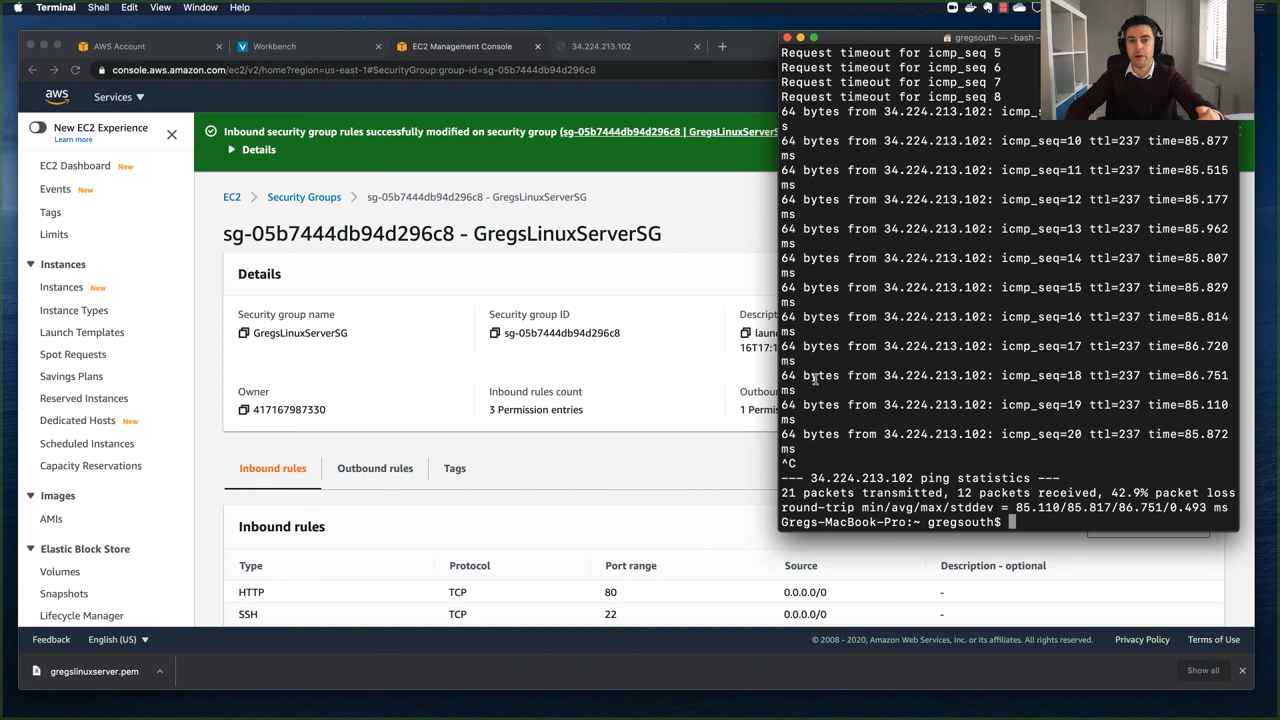 Terminal Shell Edit View Window Help
AWS Account
Workbench
EC2 Management Console
34.224.213.102
console.aws.amazon.com/ec2/v2/home?region=us-east-1#SecurityGroup:group-id=sg-05b7444db94d296c8
aws
Services
New EC2 Experience
Learn more
EC2 Dashboard New
Events New
Tags
Limits
Instances
Instances New
Instance Types
Launch Templates
Spot Requests
Savings Plans
Reserved Instances
Dedicated Hosts New
Scheduled Instances
Capacity Reservations
Images
AMIs
Elastic Block Store
Volumes
Snapshots
Lifecycle Manager
Inbound security group rules successfully modified on security group (sg-05b7444db94d296c8 | GregsLinuxServerS
Details
EC2 > Security Groups > sg-05b7444db94d296c8 - GregsLinuxServerSG
sg-05b7444db94d296c8 - GregsLinuxServerSG
Details
Security group name
GregsLinuxServerSG
Security group ID
sg-05b7444db94d296c8
Descript
laun
16T17:1
Owner
417167987330
Inbound rules count
3 Permission entries
Outbou
1 Permis
Inbound rules
Outbound rules
Tags
Inbound rules
Type Protocol Port range Source Description - optional
HTTP TCP 80 0.0.0.0/0 -
SSH TCP 22 0.0.0.0/0 -
gregsouth — -bash —
Request timeout for icmp_seq 5
Request timeout for icmp_seq 6
Request timeout for icmp_seq 7
Request timeout for icmp_seq 8
64 bytes from 34.224.213.102: icmp_
s
64 bytes from 34.224.213.102: icmp_seq=10 ttl=237 time=85.877
ms
64 bytes from 34.224.213.102: icmp_seq=11 ttl=237 time=85.515
ms
64 bytes from 34.224.213.102: icmp_seq=12 ttl=237 time=85.177
ms
64 bytes from 34.224.213.102: icmp_seq=13 ttl=237 time=85.962
ms
64 bytes from 34.224.213.102: icmp_seq=14 ttl=237 time=85.807
ms
64 bytes from 34.224.213.102: icmp_seq=15 ttl=237 time=85.829
ms
64 bytes from 34.224.213.102: icmp_seq=16 ttl=237 time=85.814
ms
64 bytes from 34.224.213.102: icmp_seq=17 ttl=237 time=86.720
ms
64 bytes from 34.224.213.102: icmp_seq=18 ttl=237 time=86.751
ms
64 bytes from 34.224.213.102: icmp_seq=19 ttl=237 time=85.110
ms
64 bytes from 34.224.213.102: icmp_seq=20 ttl=237 time=85.872
ms
^C
--- 34.224.213.102 ping statistics ---
21 packets transmitted, 12 packets received, 42.9% packet loss
round-trip min/avg/max/stddev = 85.110/85.817/86.751/0.493 ms
Gregs-MacBook-Pro:~ gregsouth$
Feedback English (US)
© 2008 - 2020, Amazon Web Services, Inc. or its affiliates. All rights reserved. Privacy Policy Terms of Use
gregslinuxserver.pem
Show all